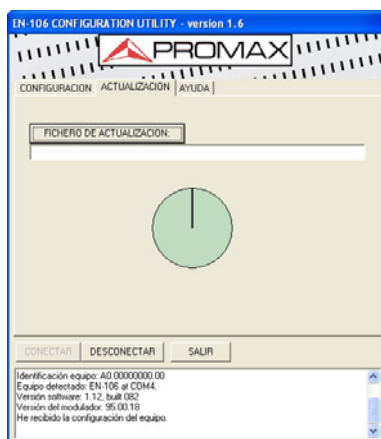 EN-106 CONFIGURATION UTILITY - version 1.6
PROMAX
CONFIGURACION ACTUALIZACION AYUDA
FICHERO DE ACTUALIZACION:
CONECTAR DESCONECTAR SALIR
Identificación equipo: A0.00000000.00
Equipo detectado: EN-106 at COM4.
Versión software: 1.12, built 082
Versión del modulador: 95.00.18
He recibido la configuración del equipo.